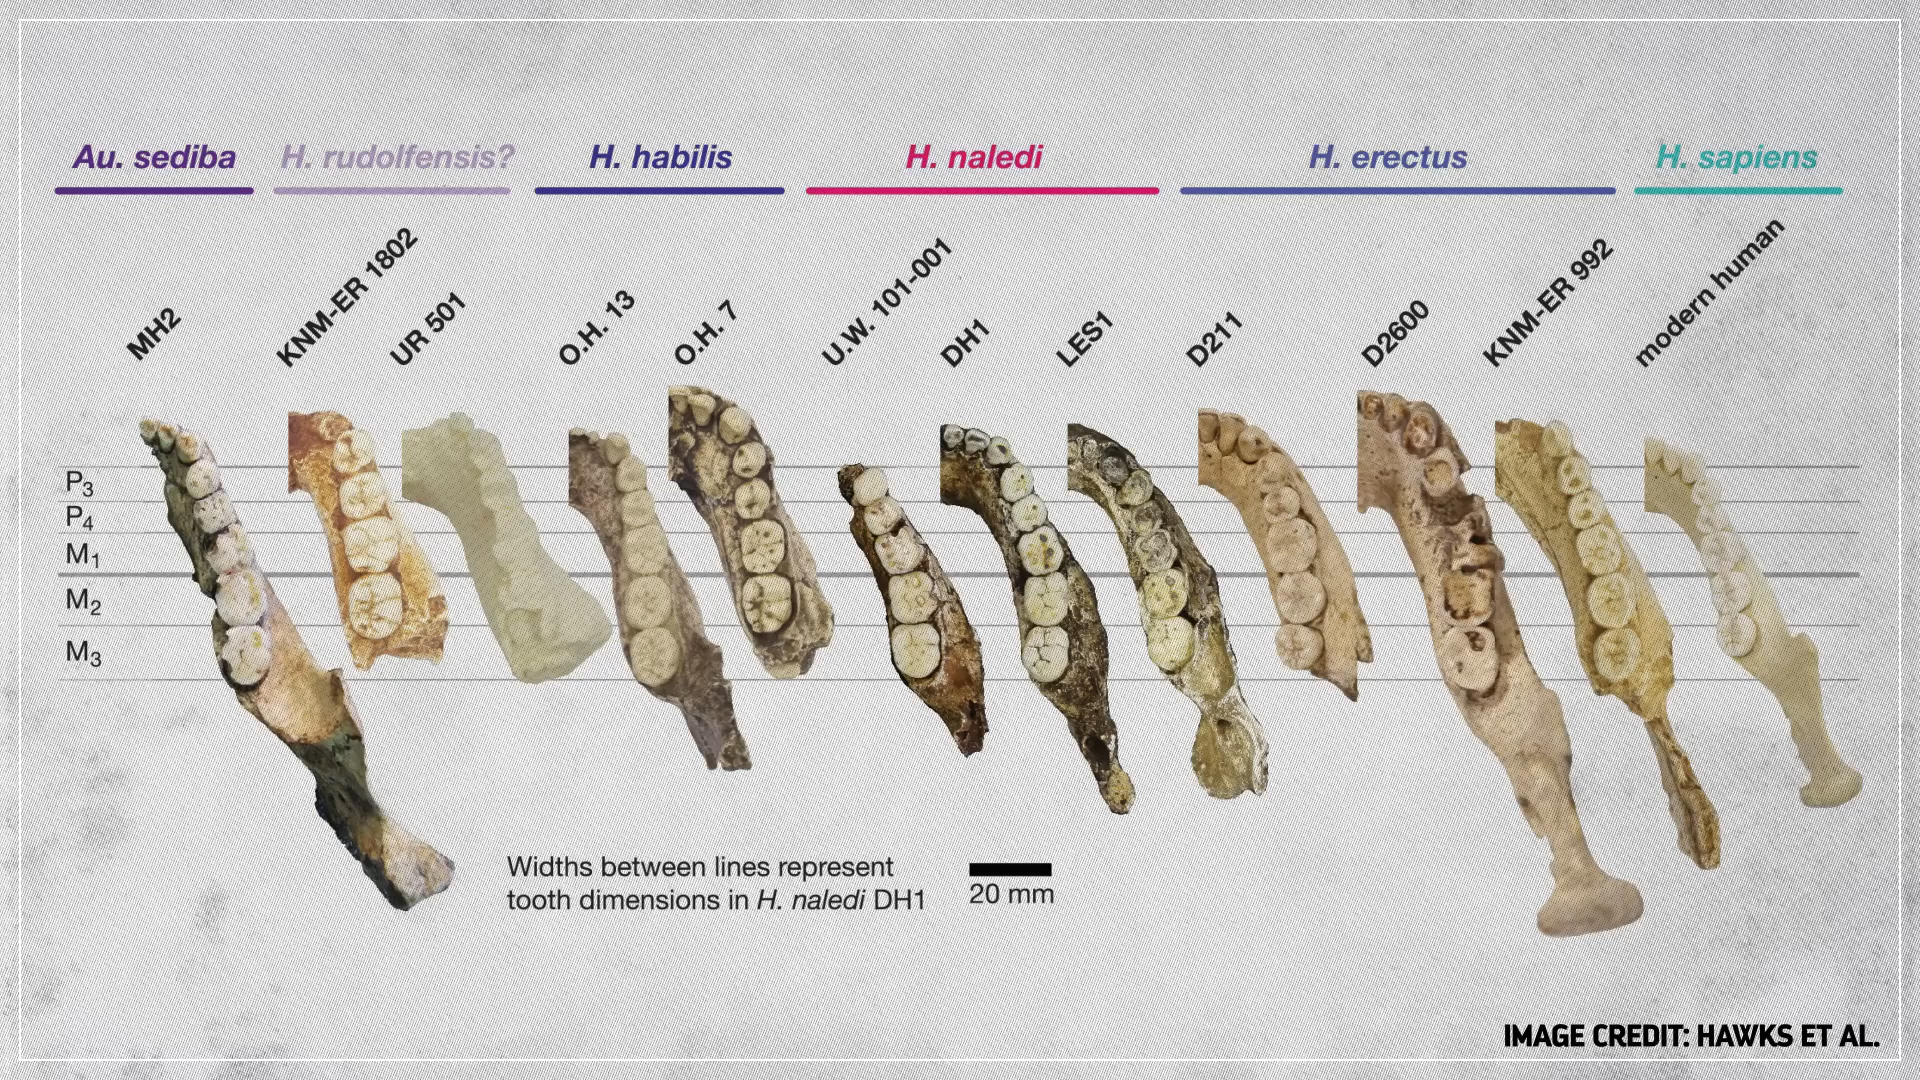 Au. sediba
H. rudolfensis?
H. habilis
H. naledi
H. erectus
H. sapiens
MH2
KNM-ER 1802
UR 501
O.H. 13
O.H. 7
U.W. 101-001
DH1
LES1
D211
D2600
KNM-ER 992
modern human
P3
P4
M1
M2
M3
Widths between lines represent
tooth dimensions in H. naledi DH1
20 mm
IMAGE CREDIT: HAWKS ET AL.